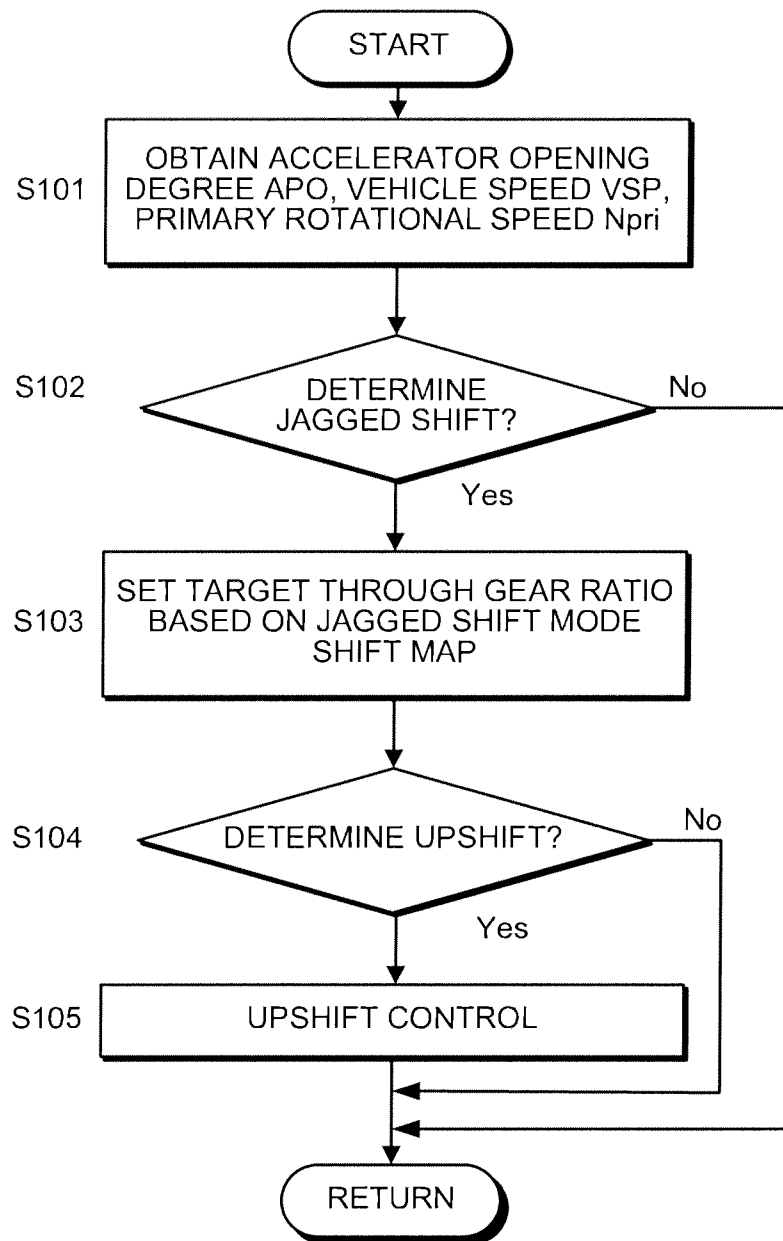 START
S101
OBTAIN ACCELERATOR OPENING
DEGREE APO, VEHICLE SPEED VSP,
PRIMARY ROTATIONAL SPEED Npri
S102
DETERMINE
JAGGED SHIFT?
No
Yes
S103
SET TARGET THROUGH GEAR RATIO
BASED ON JAGGED SHIFT MODE
SHIFT MAP
S104
DETERMINE UPSHIFT?
No
Yes
S105
UPSHIFT CONTROL
RETURN